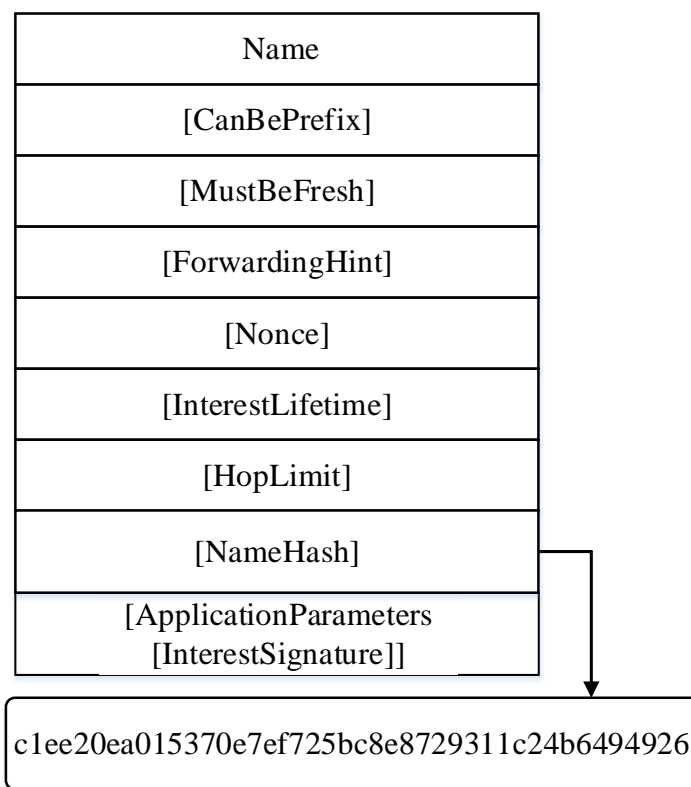 Name
[CanBePrefix]
[MustBeFresh]
[ForwardingHint]
[Nonce]
[InterestLifetime]
[HopLimit]
[NameHash]
[ApplicationParameters
[InterestSignature]]
c1ee20ea015370e7ef725bc8e8729311c24b6494926